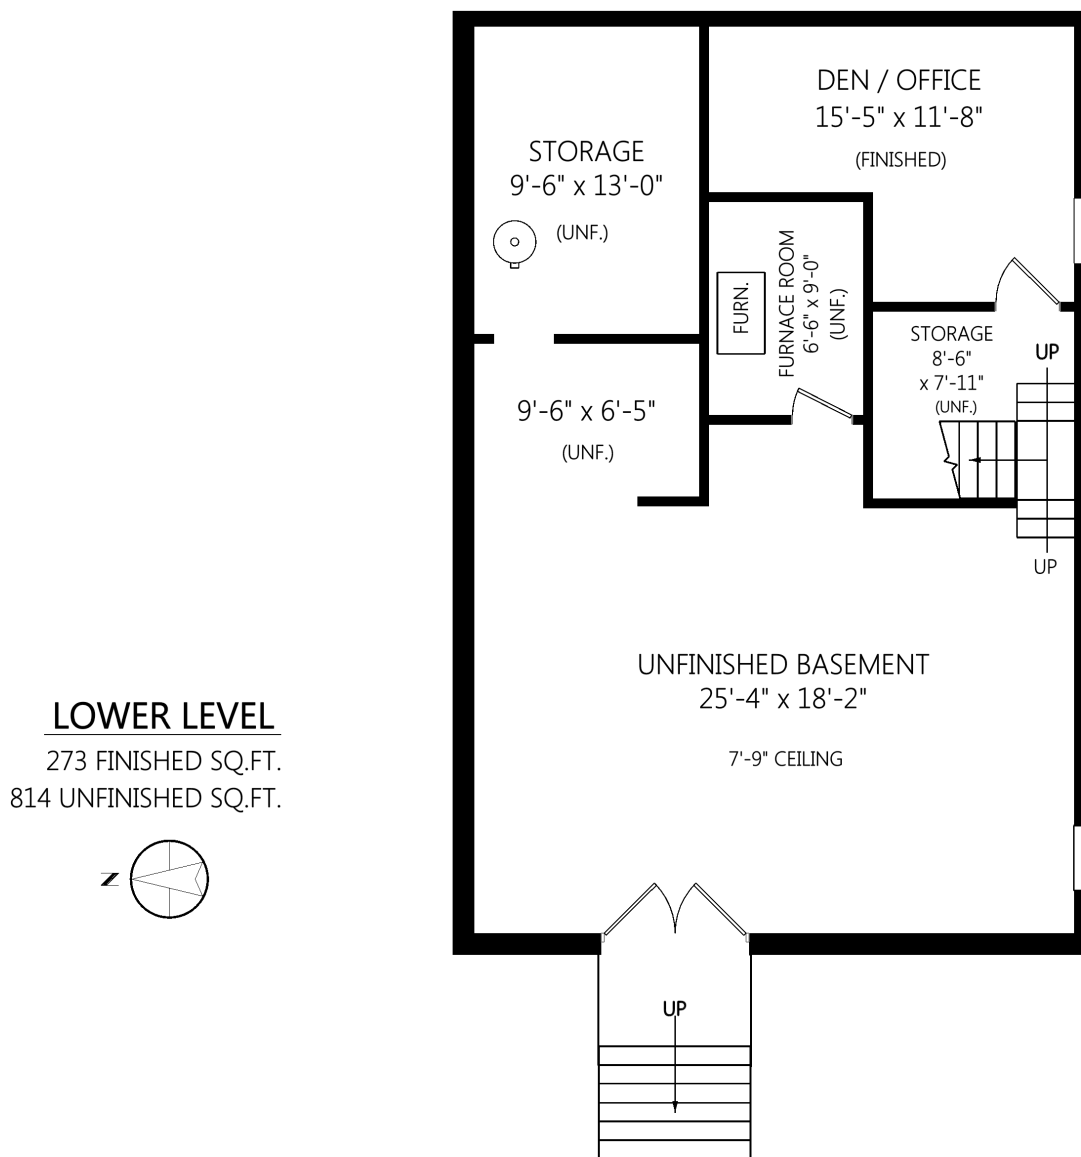 DEN / OFFICE
15'-5" x 11'-8"
(FINISHED)
STORAGE
9'-6" x 13'-0"
(UNF.)
FURN.
FURNACE ROOM
6'-6" x 9'-0"
(UNF.)
STORAGE
8'-6"
x 7'-11"
(UNF.)
UP
9'-6" x 6'-5"
(UNF.)
UP
UNFINISHED BASEMENT
25'-4" x 18'-2"
7'-9" CEILING
LOWER LEVEL
273 FINISHED SQ.FT.
814 UNFINISHED SQ.FT.
N
UP